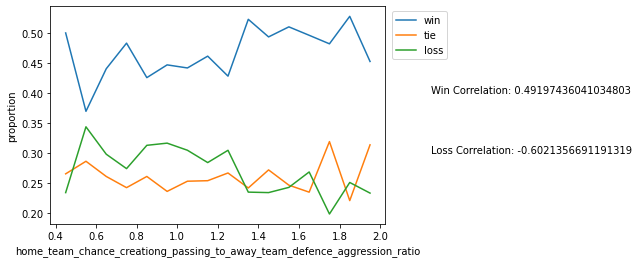 win
tie
loss
0.50
0.45
0.40
0.35
0.30
0.25
0.20
proportion
0.4 0.6 0.8 1.0 1.2 1.4 1.6 1.8 2.0
home_team_chance_creationg_passing_to_away_team_defence_aggression_ratio
Win Correlation: 0.49197436041034803
Loss Correlation: -0.6021356691191319